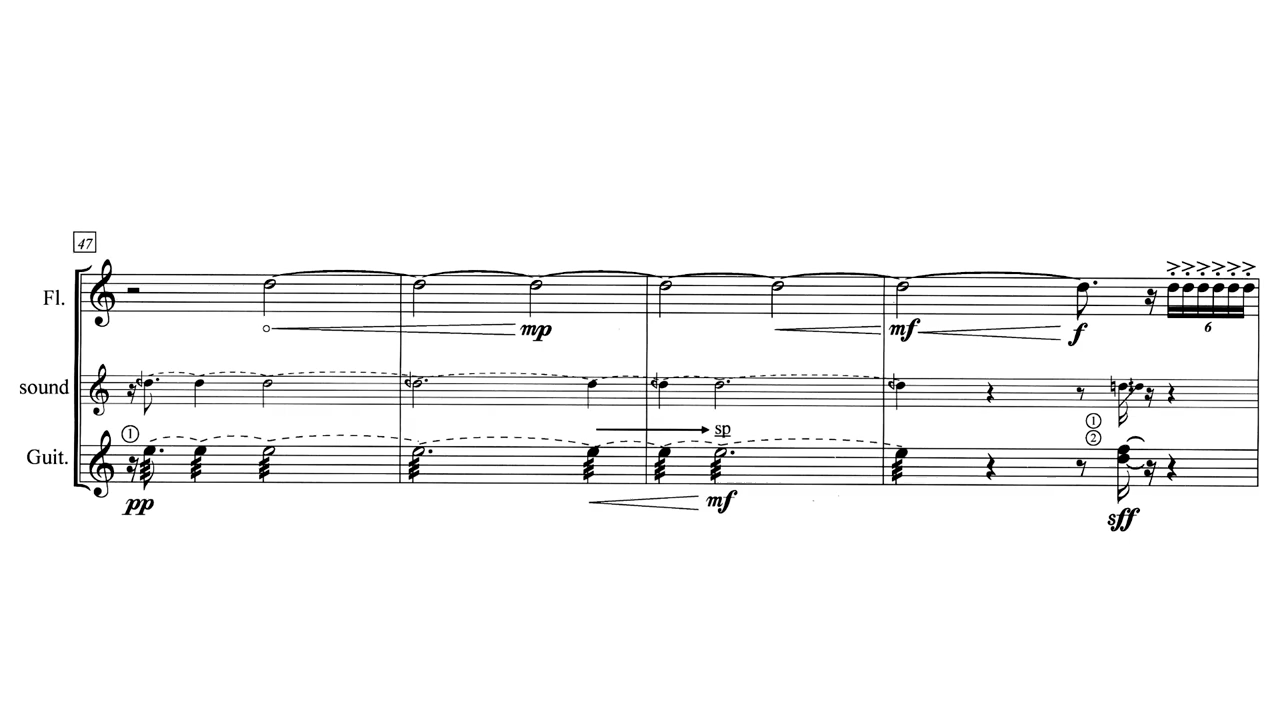 47
Fl.
mp
mf
f
6
sound
①
①
②
sp
Guit.
pp
mf
sff